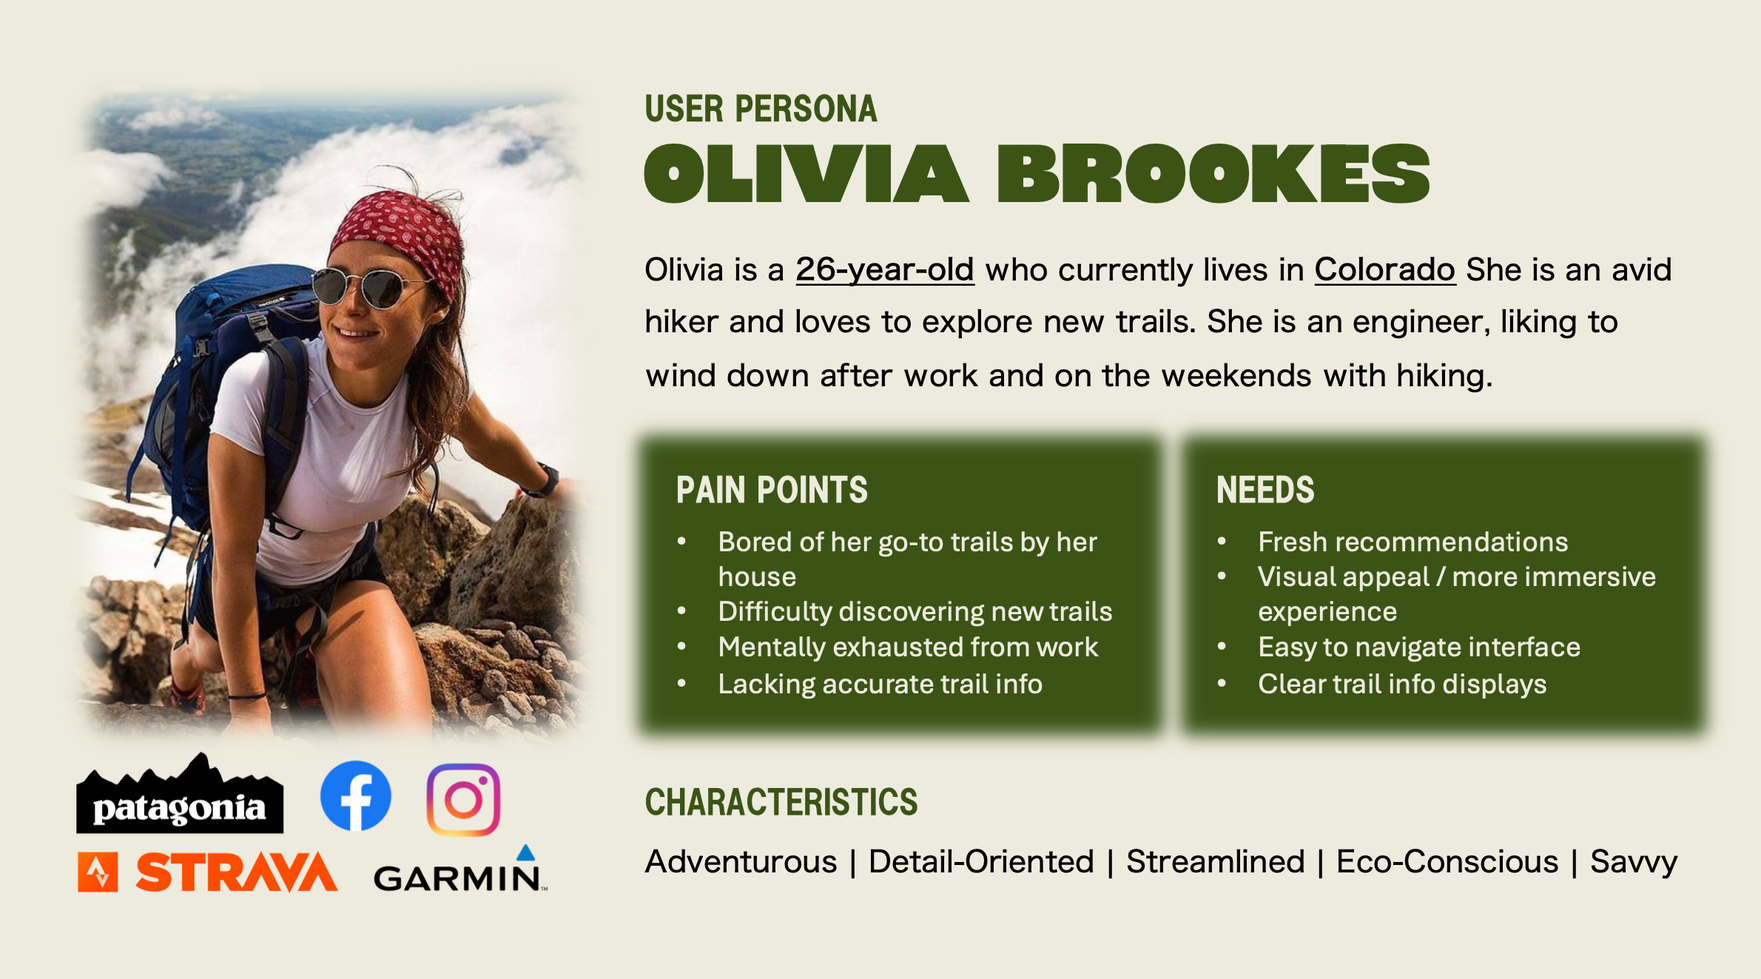 USER PERSONA
OLIVIA BROOKES
Olivia is a 26-year-old who currently lives in Colorado She is an avid
hiker and loves to explore new trails. She is an engineer, liking to
wind down after work and on the weekends with hiking.
PAIN POINTS
• Bored of her go-to trails by her
house
• Difficulty discovering new trails
• Mentally exhausted from work
• Lacking accurate trail info
NEEDS
• Fresh recommendations
• Visual appeal / more immersive
experience
• Easy to navigate interface
• Clear trail info displays
patagonia
STRAVA
GARMIN™
CHARACTERISTICS
Adventurous | Detail-Oriented | Streamlined | Eco-Conscious | Savvy